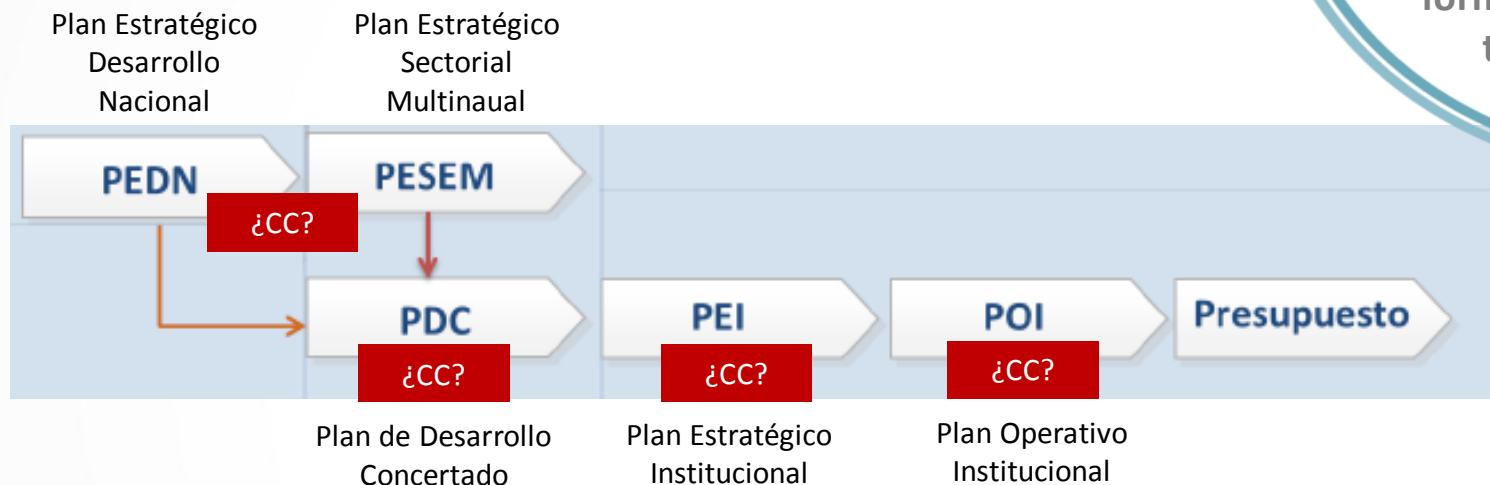 Plan Estratégico
Desarrollo
Nacional
Plan Estratégico
Sectorial
Multinaual
PEDN
PESEM
¿CC?
PDC
PEI
POI
Presupuesto
¿CC?
¿CC?
¿CC?
Plan de Desarrollo
Concertado
Plan Estratégico
Institucional
Plan Operativo
Institucional